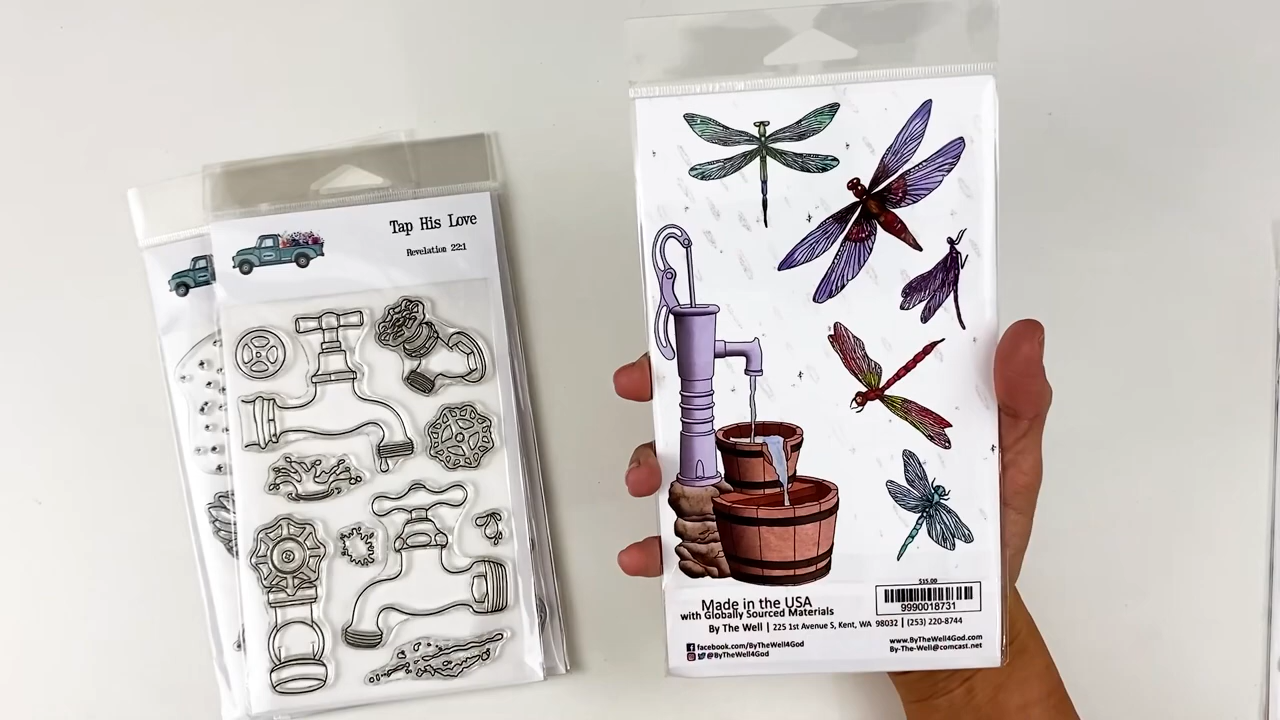 Tap His Love
Revelation 22:1
$15.00
9990018731
Made in the USA
with Globally Sourced Materials
By The Well | 225 1st Avenue S, Kent, WA 98032 | (253) 220-8744
facebook.com/ByTheWell4God
@ByTheWell4God
www.ByTheWell4God.com
By-The-Well@comcast.net